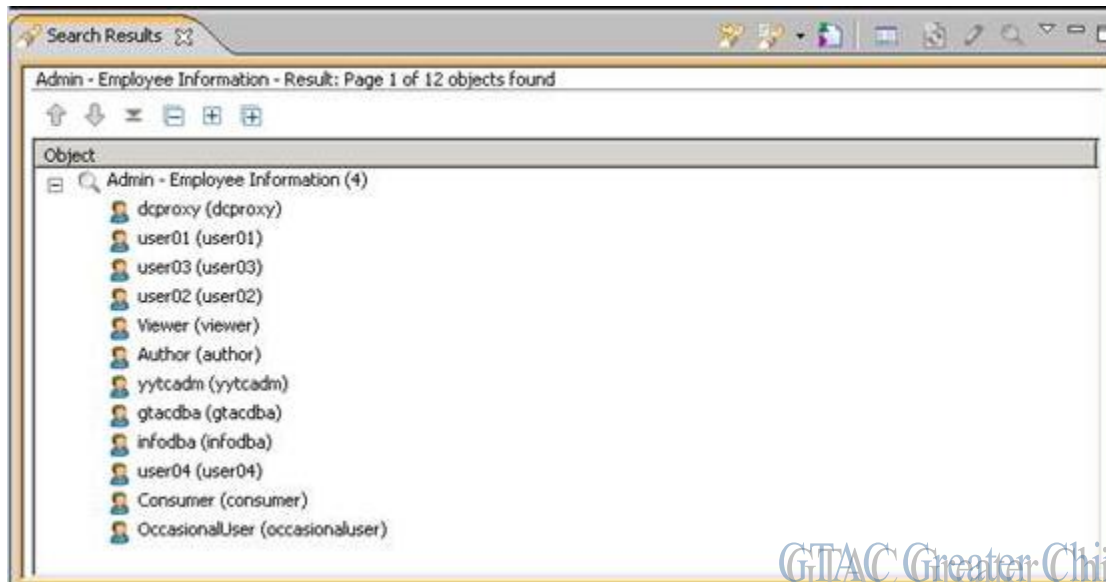 Search Results
Admin - Employee Information - Result: Page 1 of 12 objects found
Object
Admin - Employee Information (4)
dcproxy (dcproxy)
user01 (user01)
user03 (user03)
user02 (user02)
Viewer (viewer)
Author (author)
yytcadm (yytcadm)
gtacdba (gtacdba)
infodba (infodba)
user04 (user04)
Consumer (consumer)
OccasionalUser (occasionaluser)
GTAC Greater Chi